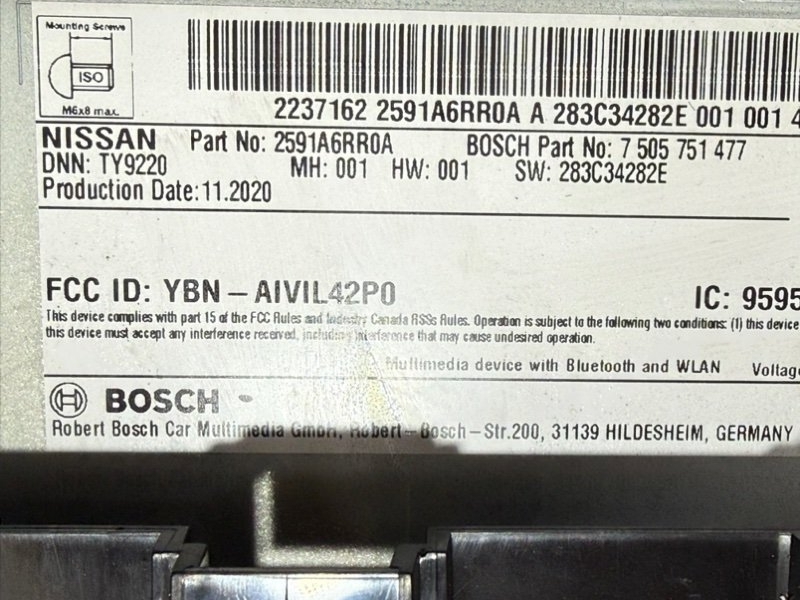 Mounting Screws
ISO
M6x8 max.
2237162 2591A6RR0A A 283C34282E 001 001 4
NISSAN Part No: 2591A6RR0A BOSCH Part No: 7 505 751 477
DNN: TY9220 MH: 001 HW: 001 SW: 283C34282E
Production Date: 11.2020
FCC ID: YBN – AIVIL42P0 IC: 9595
This device complies with part 15 of the FCC Rules and Industry Canada RSSs Rules. Operation is subject to the following two conditions: (1) this device
this device must accept any interference received, including interference that may cause undesired operation.
Multimedia device with Bluetooth and WLAN Voltage
BOSCH
Robert Bosch Car Multimedia GmbH, Robert–Bosch–Str.200, 31139 HILDESHEIM, GERMANY